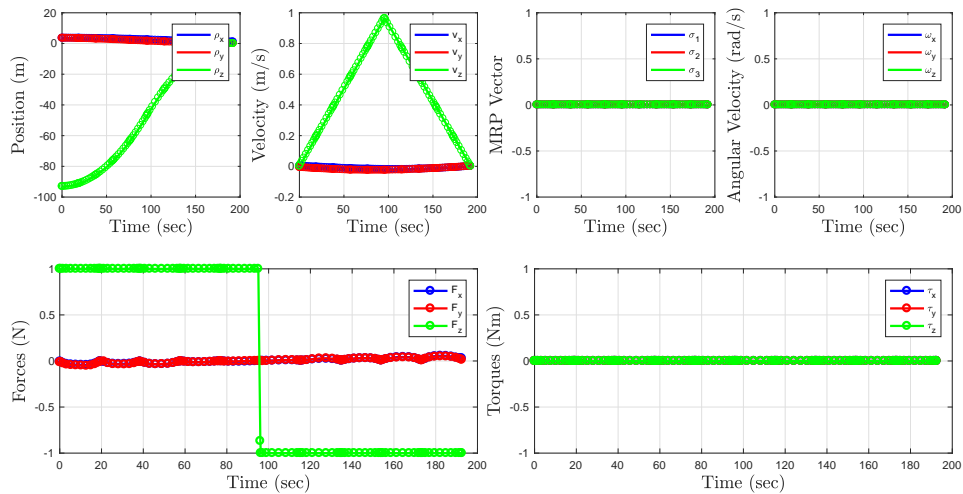 Position (m)
20
0
-20
-40
-60
-80
-100
0
50
100
150
200
Time (sec)
ρx
ρy
ρz
Velocity (m/s)
1
0.8
0.6
0.4
0.2
0
-0.2
0
50
100
150
200
Time (sec)
vx
vy
vz
MRP Vector
1
0.5
0
-0.5
-1
0
50
100
150
200
Time (sec)
σ1
σ2
σ3
Angular Velocity (rad/s)
1
0.5
0
-0.5
-1
0
50
100
150
200
Time (sec)
ωx
ωy
ωz
Forces (N)
1
0.5
0
-0.5
-1
0
20
40
60
80
100
120
140
160
180
200
Time (sec)
Fx
Fy
Fz
Torques (Nm)
1
0.5
0
-0.5
-1
0
20
40
60
80
100
120
140
160
180
200
Time (sec)
τx
τy
τz